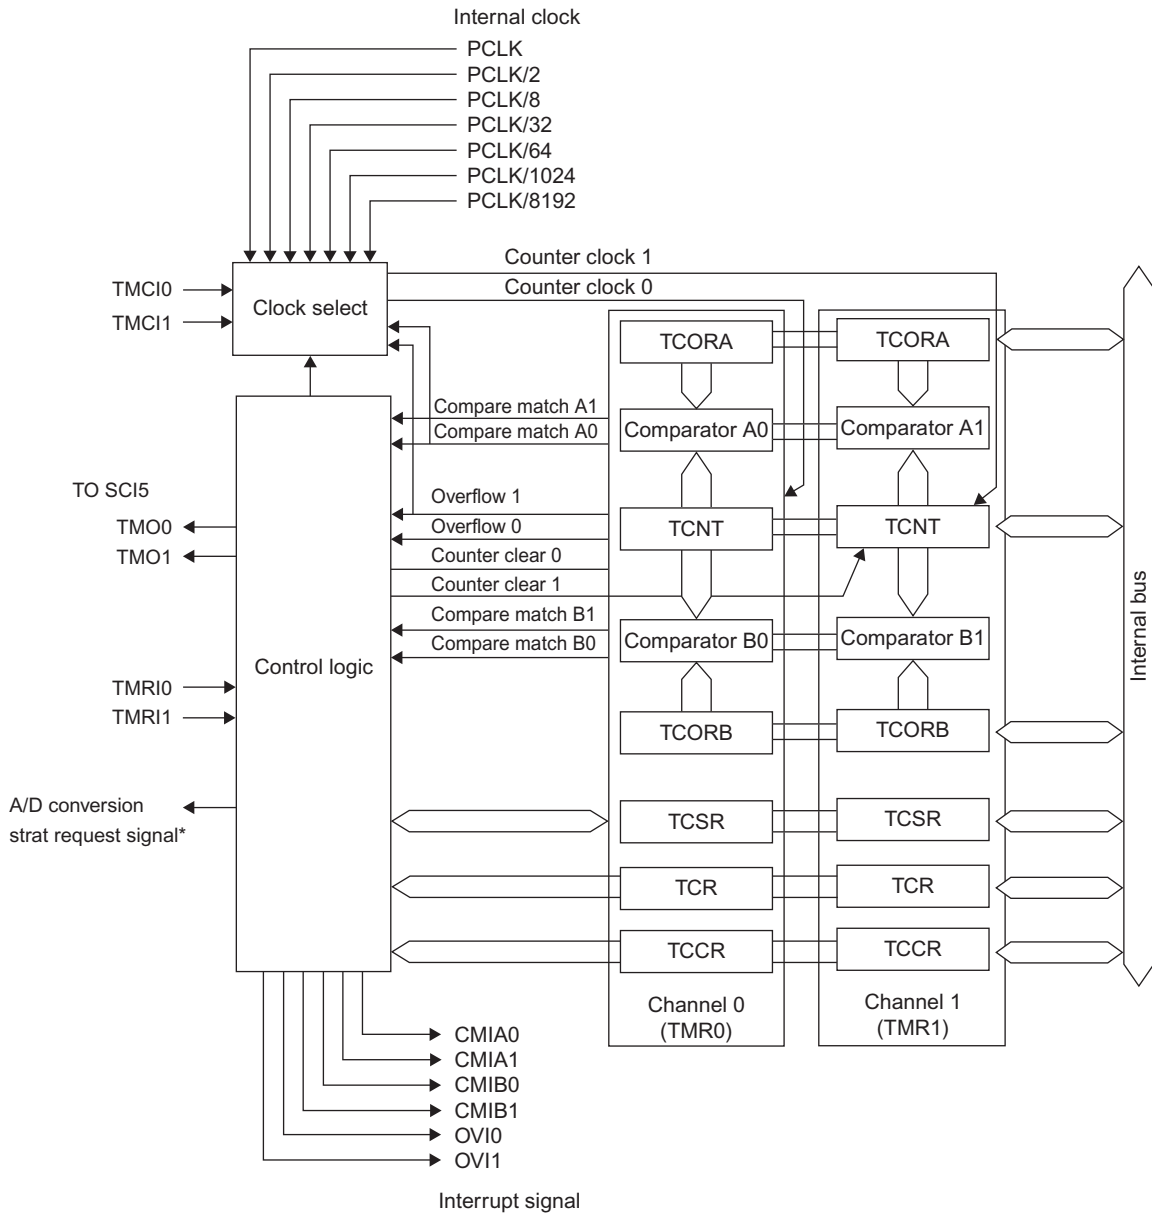 Internal clock
PCLK
PCLK/2
PCLK/8
PCLK/32
PCLK/64
PCLK/1024
PCLK/8192
Counter clock 1
Counter clock 0
TMCI0
TMCI1
Clock select
TCORA
TCORA
Compare match A1
Compare match A0
Comparator A0
Comparator A1
TO SCI5
TMO0
TMO1
Overflow 1
Overflow 0
Counter clear 0
Counter clear 1
TCNT
TCNT
Compare match B1
Compare match B0
Comparator B0
Comparator B1
Control logic
Internal bus
TMRI0
TMRI1
TCORB
TCORB
A/D conversion
strat request signal*
TCSR
TCSR
TCR
TCR
TCCR
TCCR
Channel 0
(TMR0)
Channel 1
(TMR1)
CMIA0
CMIA1
CMIB0
CMIB1
OVI0
OVI1
Interrupt signal